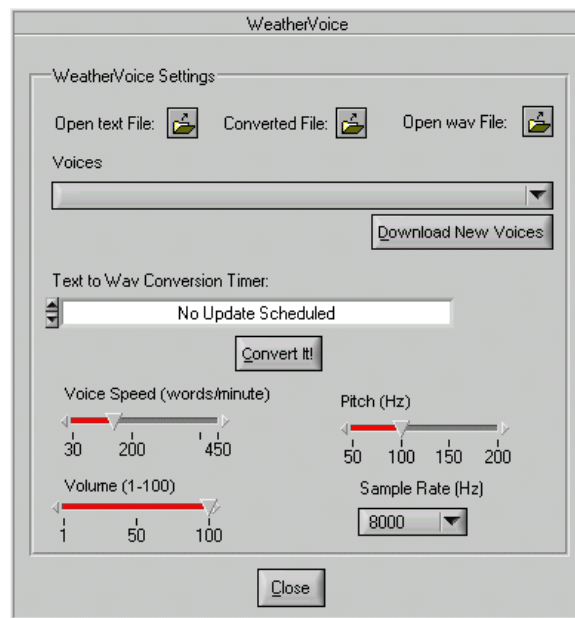 WeatherVoice
WeatherVoice Settings
Open text File: Converted File: Open wav File:
Voices
Download New Voices
Text to Wav Conversion Timer:
No Update Scheduled
Convert It!
Voice Speed (words/minute)
30 200 450
Pitch (Hz)
50 100 150 200
Volume (1-100)
1 50 100
Sample Rate (Hz)
8000
Close